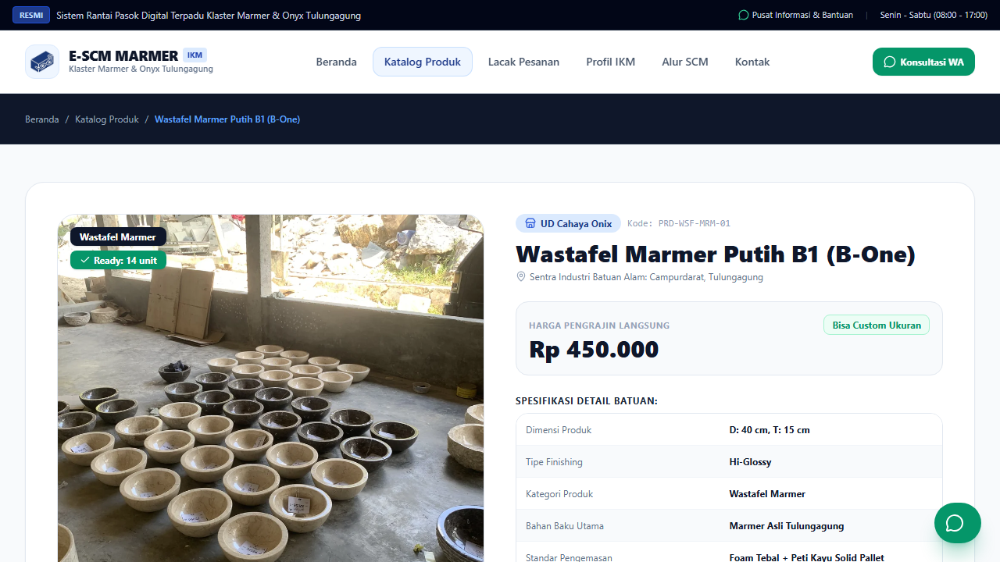 RESMI Sistem Rantai Pasok Digital Terpadu Klaster Marmer & Onyx Tulungagung
Pusat Informasi & Bantuan | Senin - Sabtu (08:00 - 17:00)
E-SCM MARMER IKM
Klaster Marmer & Onyx Tulungagung
Beranda Katalog Produk Lacak Pesanan Profil IKM Alur SCM Kontak
Konsultasi WA
Beranda / Katalog Produk / Wastafel Marmer Putih B1 (B-One)
Wastafel Marmer
Ready: 14 unit
UD Cahaya Onix Kode: PRD-WSF-MRM-01
Wastafel Marmer Putih B1 (B-One)
Sentra Industri Batuan Alam: Campurdarat, Tulungagung
HARGA PENGRAJIN LANGSUNG
Bisa Custom Ukuran
Rp 450.000
SPESIFIKASI DETAIL BATUAN:
Dimensi Produk D: 40 cm, T: 15 cm
Tipe Finishing Hi-Glossy
Kategori Produk Wastafel Marmer
Bahan Baku Utama Marmer Asli Tulungagung
Standar Pengemasan Foam Tebal + Peti Kayu Solid Pallet